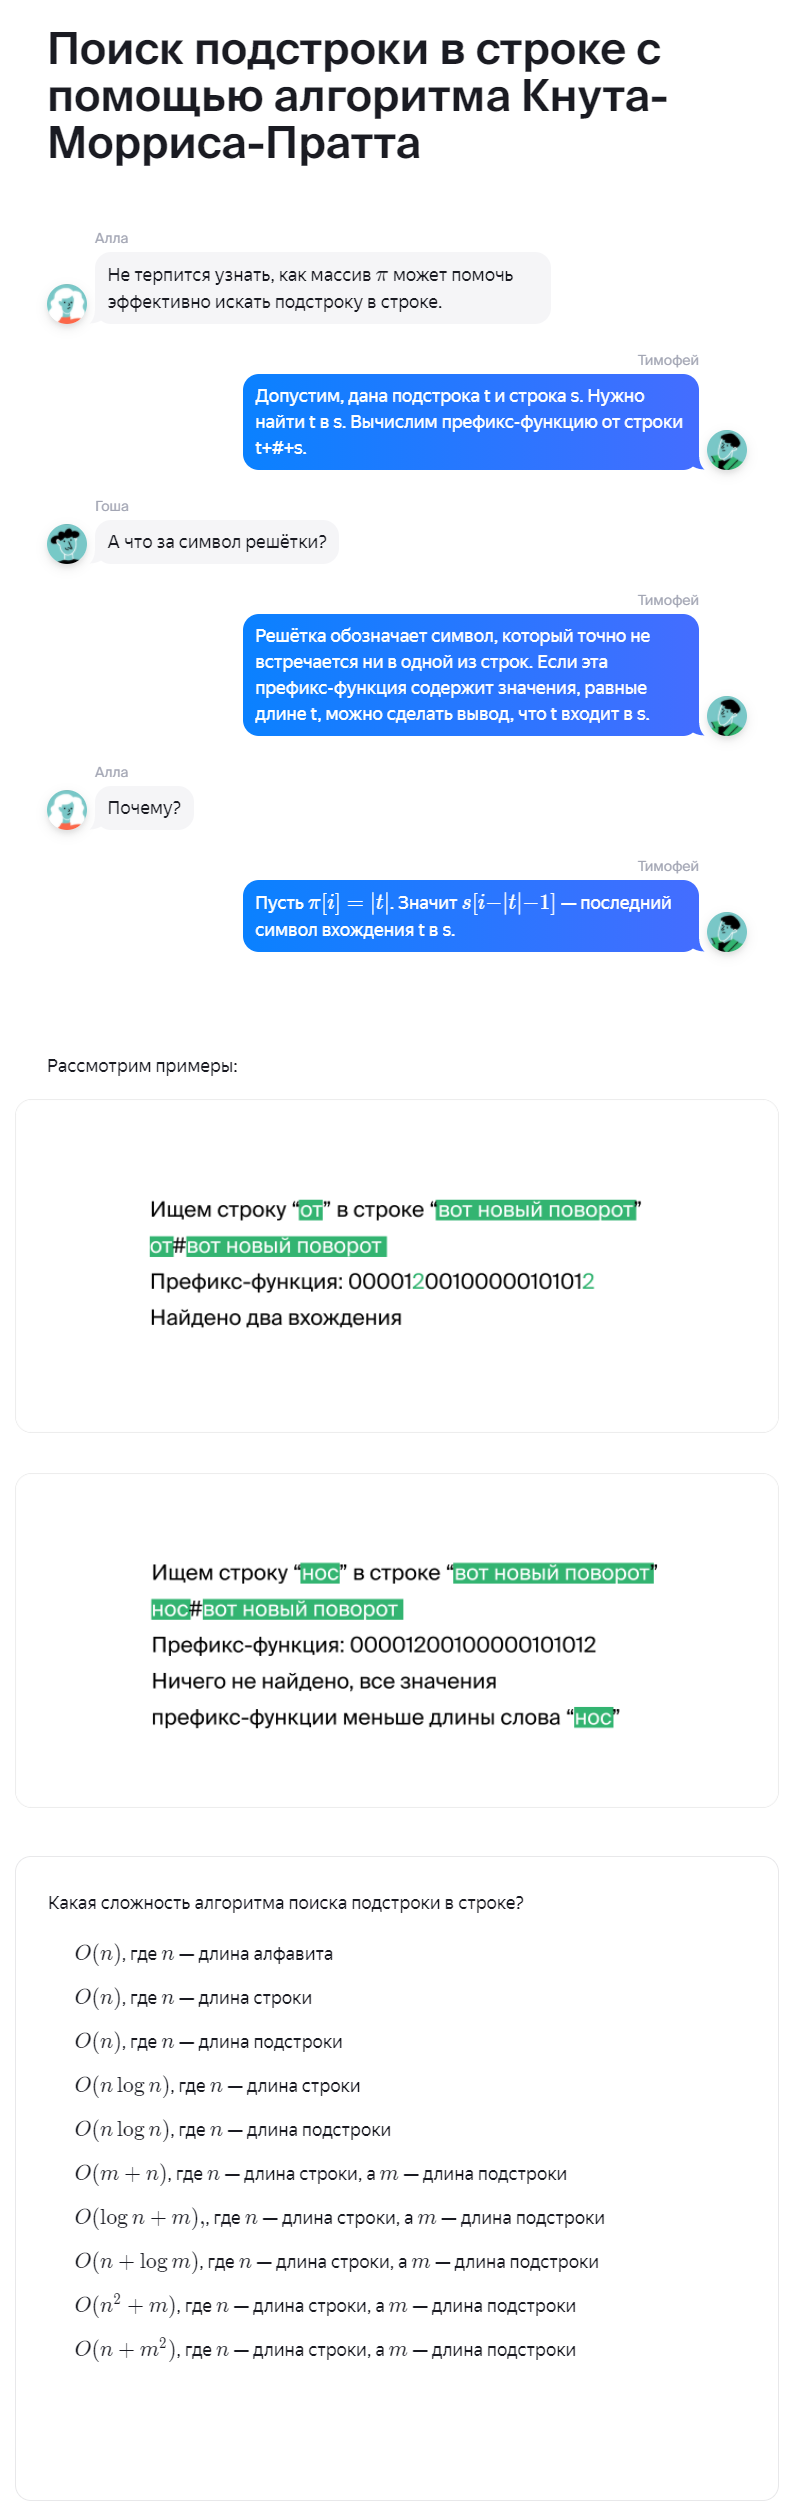 Поиск подстроки в строке с
помощью алгоритма Кнута-
Морриса-Пратта
Алла
Не терпится узнать, как массив π может помочь
эффективно искать подстроку в строке.
Тимофей
Допустим, дана подстрока t и строка s. Нужно
найти t в s. Вычислим префикс-функцию от строки
t+#+s.
Гоша
А что за символ решётки?
Тимофей
Решётка обозначает символ, который точно не
встречается ни в одной из строк. Если эта
префикс-функция содержит значения, равные
длине t, можно сделать вывод, что t входит в s.
Алла
Почему?
Тимофей
Пусть π[i] = |t|. Значит s[i−|t|−1] — последний
символ вхождения t в s.
Рассмотрим примеры:
Ищем строку “от” в строке “вот новый поворот”
от#вот новый поворот
Префикс-функция: 00001200100000101012
Найдено два вхождения
Ищем строку “нос” в строке “вот новый поворот”
нос#вот новый поворот
Префикс-функция: 00001200100000101012
Ничего не найдено, все значения
префикс-функции меньше длины слова “нос”
Какая сложность алгоритма поиска подстроки в строке?
O(n), где n — длина алфавита
O(n), где n — длина строки
O(n), где n — длина подстроки
O(n log n), где n — длина строки
O(n log n), где n — длина подстроки
O(m + n), где n — длина строки, а m — длина подстроки
O(log n + m),, где n — длина строки, а m — длина подстроки
O(n + log m), где n — длина строки, а m — длина подстроки
O(n² + m), где n — длина строки, а m — длина подстроки
O(n + m²), где n — длина строки, а m — длина подстроки